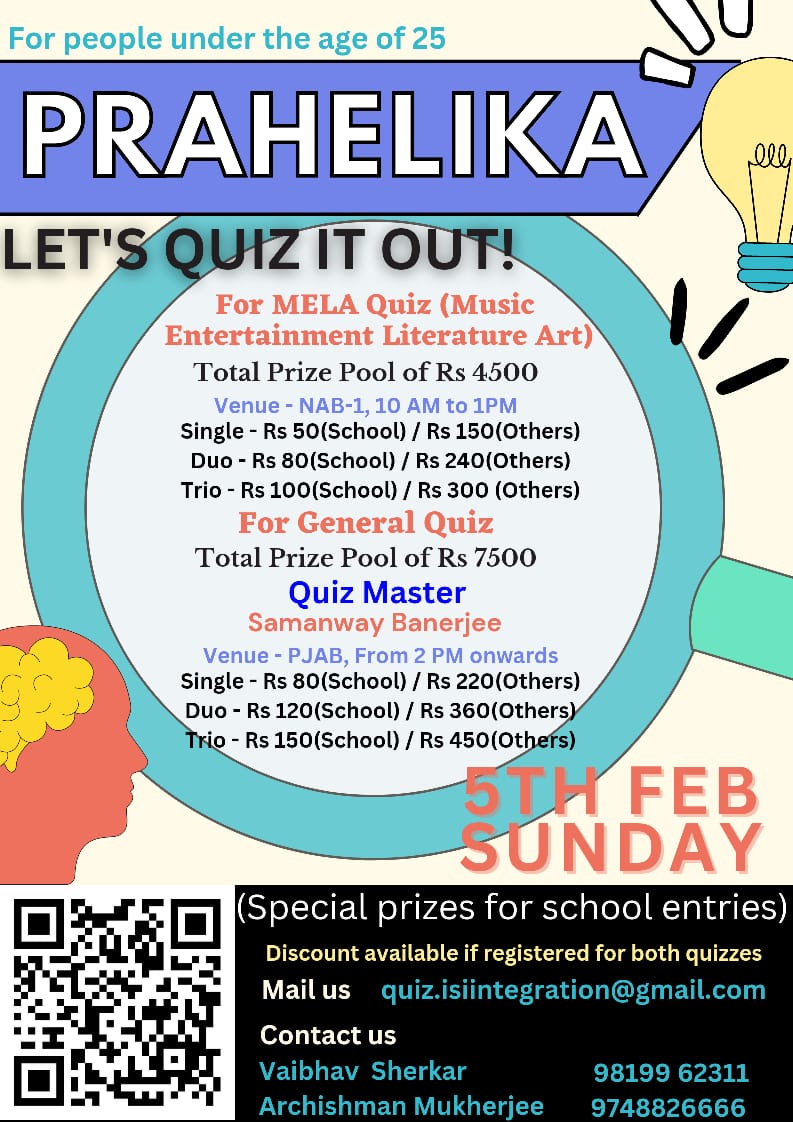 For people under the age of 25
PRAHELIKA
LET'S QUIZ IT OUT!
For MELA Quiz (Music
Entertainment Literature Art)
Total Prize Pool of Rs 4500
Venue - NAB-1, 10 AM to 1PM
Single - Rs 50(School) / Rs 150(Others)
Duo - Rs 80(School) / Rs 240(Others)
Trio - Rs 100(School) / Rs 300 (Others)
For General Quiz
Total Prize Pool of Rs 7500
Quiz Master
Samanway Banerjee
Venue - PJAB, From 2 PM onwards
Single - Rs 80(School) / Rs 220(Others)
Duo - Rs 120(School) / Rs 360(Others)
Trio - Rs 150(School) / Rs 450(Others)
5TH FEB
SUNDAY
(Special prizes for school entries)
Discount available if registered for both quizzes
Mail us quiz.isiintegration@gmail.com
Contact us
Vaibhav Sherkar 98199 62311
Archishman Mukherjee 9748826666